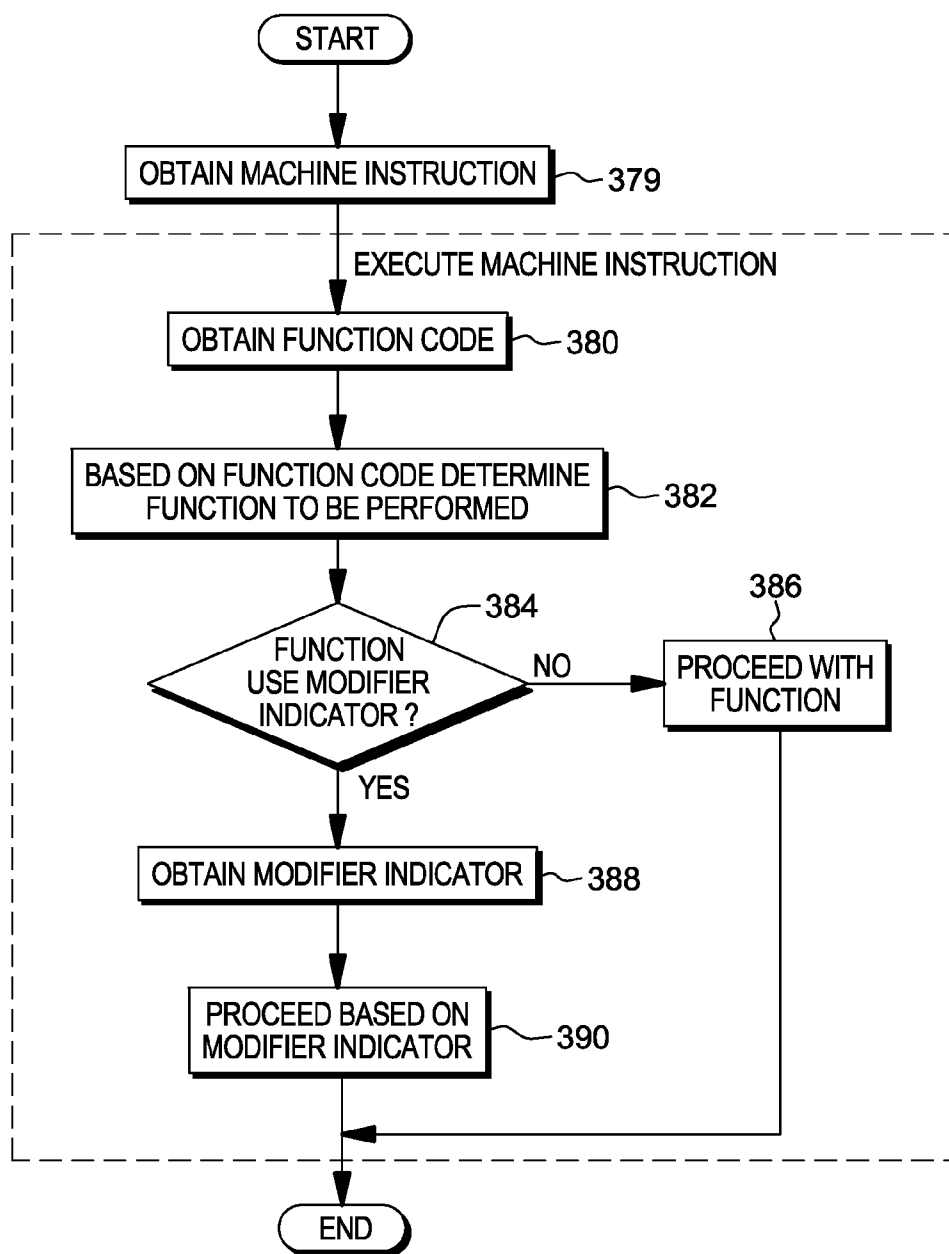 START
OBTAIN MACHINE INSTRUCTION
379
EXECUTE MACHINE INSTRUCTION
OBTAIN FUNCTION CODE
380
BASED ON FUNCTION CODE DETERMINE
FUNCTION TO BE PERFORMED
382
384
FUNCTION
USE MODIFIER
INDICATOR ?
NO
386
PROCEED WITH
FUNCTION
YES
OBTAIN MODIFIER INDICATOR
388
PROCEED BASED ON
MODIFIER INDICATOR
390
END